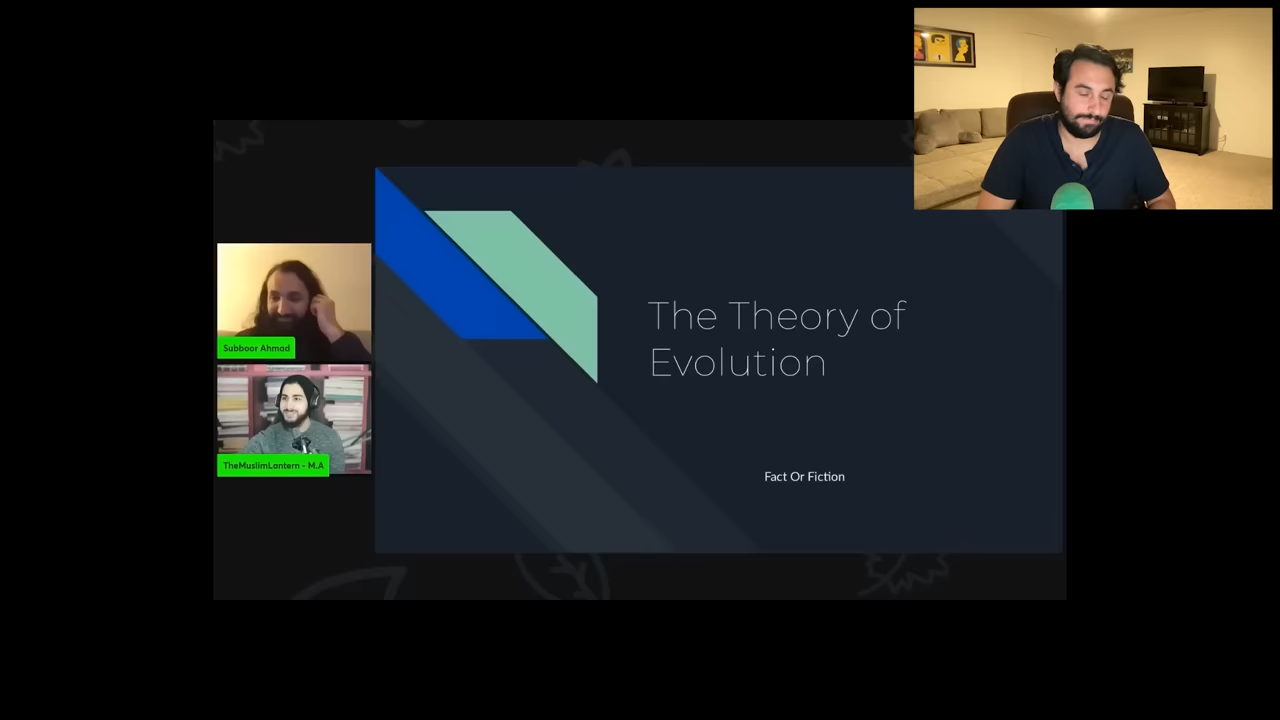 The Theory of
Evolution
Fact Or Fiction
Subboor Ahmad
TheMuslimLantern - M.A